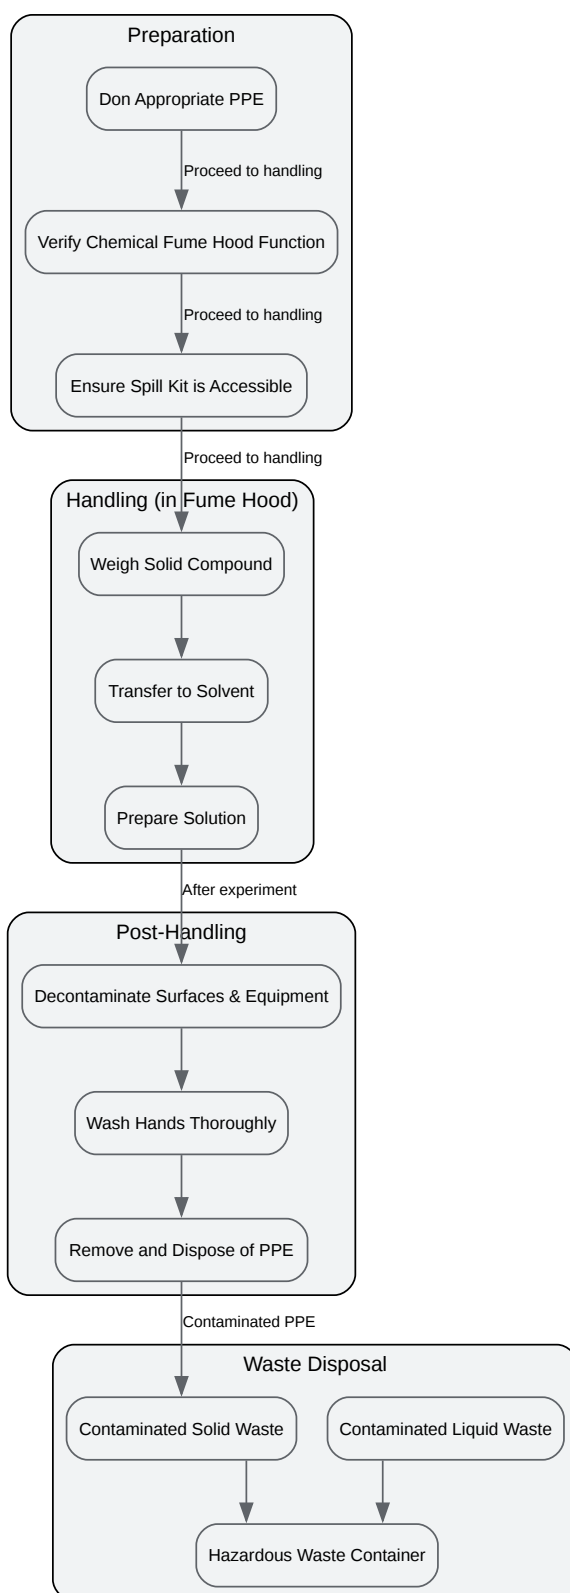 Preparation
Don Appropriate PPE
Proceed to handling
Verify Chemical Fume Hood Function
Proceed to handling
Ensure Spill Kit is Accessible
Proceed to handling
Handling (in Fume Hood)
Weigh Solid Compound
Transfer to Solvent
Prepare Solution
After experiment
Post-Handling
Decontaminate Surfaces & Equipment
Wash Hands Thoroughly
Remove and Dispose of PPE
Contaminated PPE
Waste Disposal
Contaminated Solid Waste
Contaminated Liquid Waste
Hazardous Waste Container